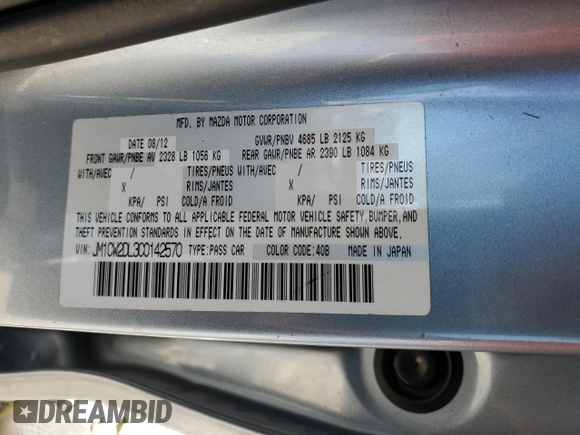 MFD. BY MAZDA MOTOR CORPORATION
DATE 08/12 GVWR/PNBV 4685 LB 2125 KG
FRONT GAWR/PNBE AV 2328 LB 1056 KG REAR GAWR/PNBE AR 2390 LB 1084 KG
WITH/AVEC / TIRES/PNEUS WITH/AVEC / TIRES/PNEUS
X RIMS/JANTES X RIMS/JANTES
KPA/ PSI COLD/A FROID KPA/ PSI COLD/A FROID
THIS VEHICLE CONFORMS TO ALL APPLICABLE FEDERAL MOTOR VEHICLE SAFETY,BUMPER,AND
THEFT PREVENTION STANDARDS IN EFFECT ON THE DATE OF MANUFACTURE SHOWN ABOVE.
VIN: JM1CW2DL3C0142570 TYPE:PASS CAR COLOR CODE:40B MADE IN JAPAN
DREAMBID